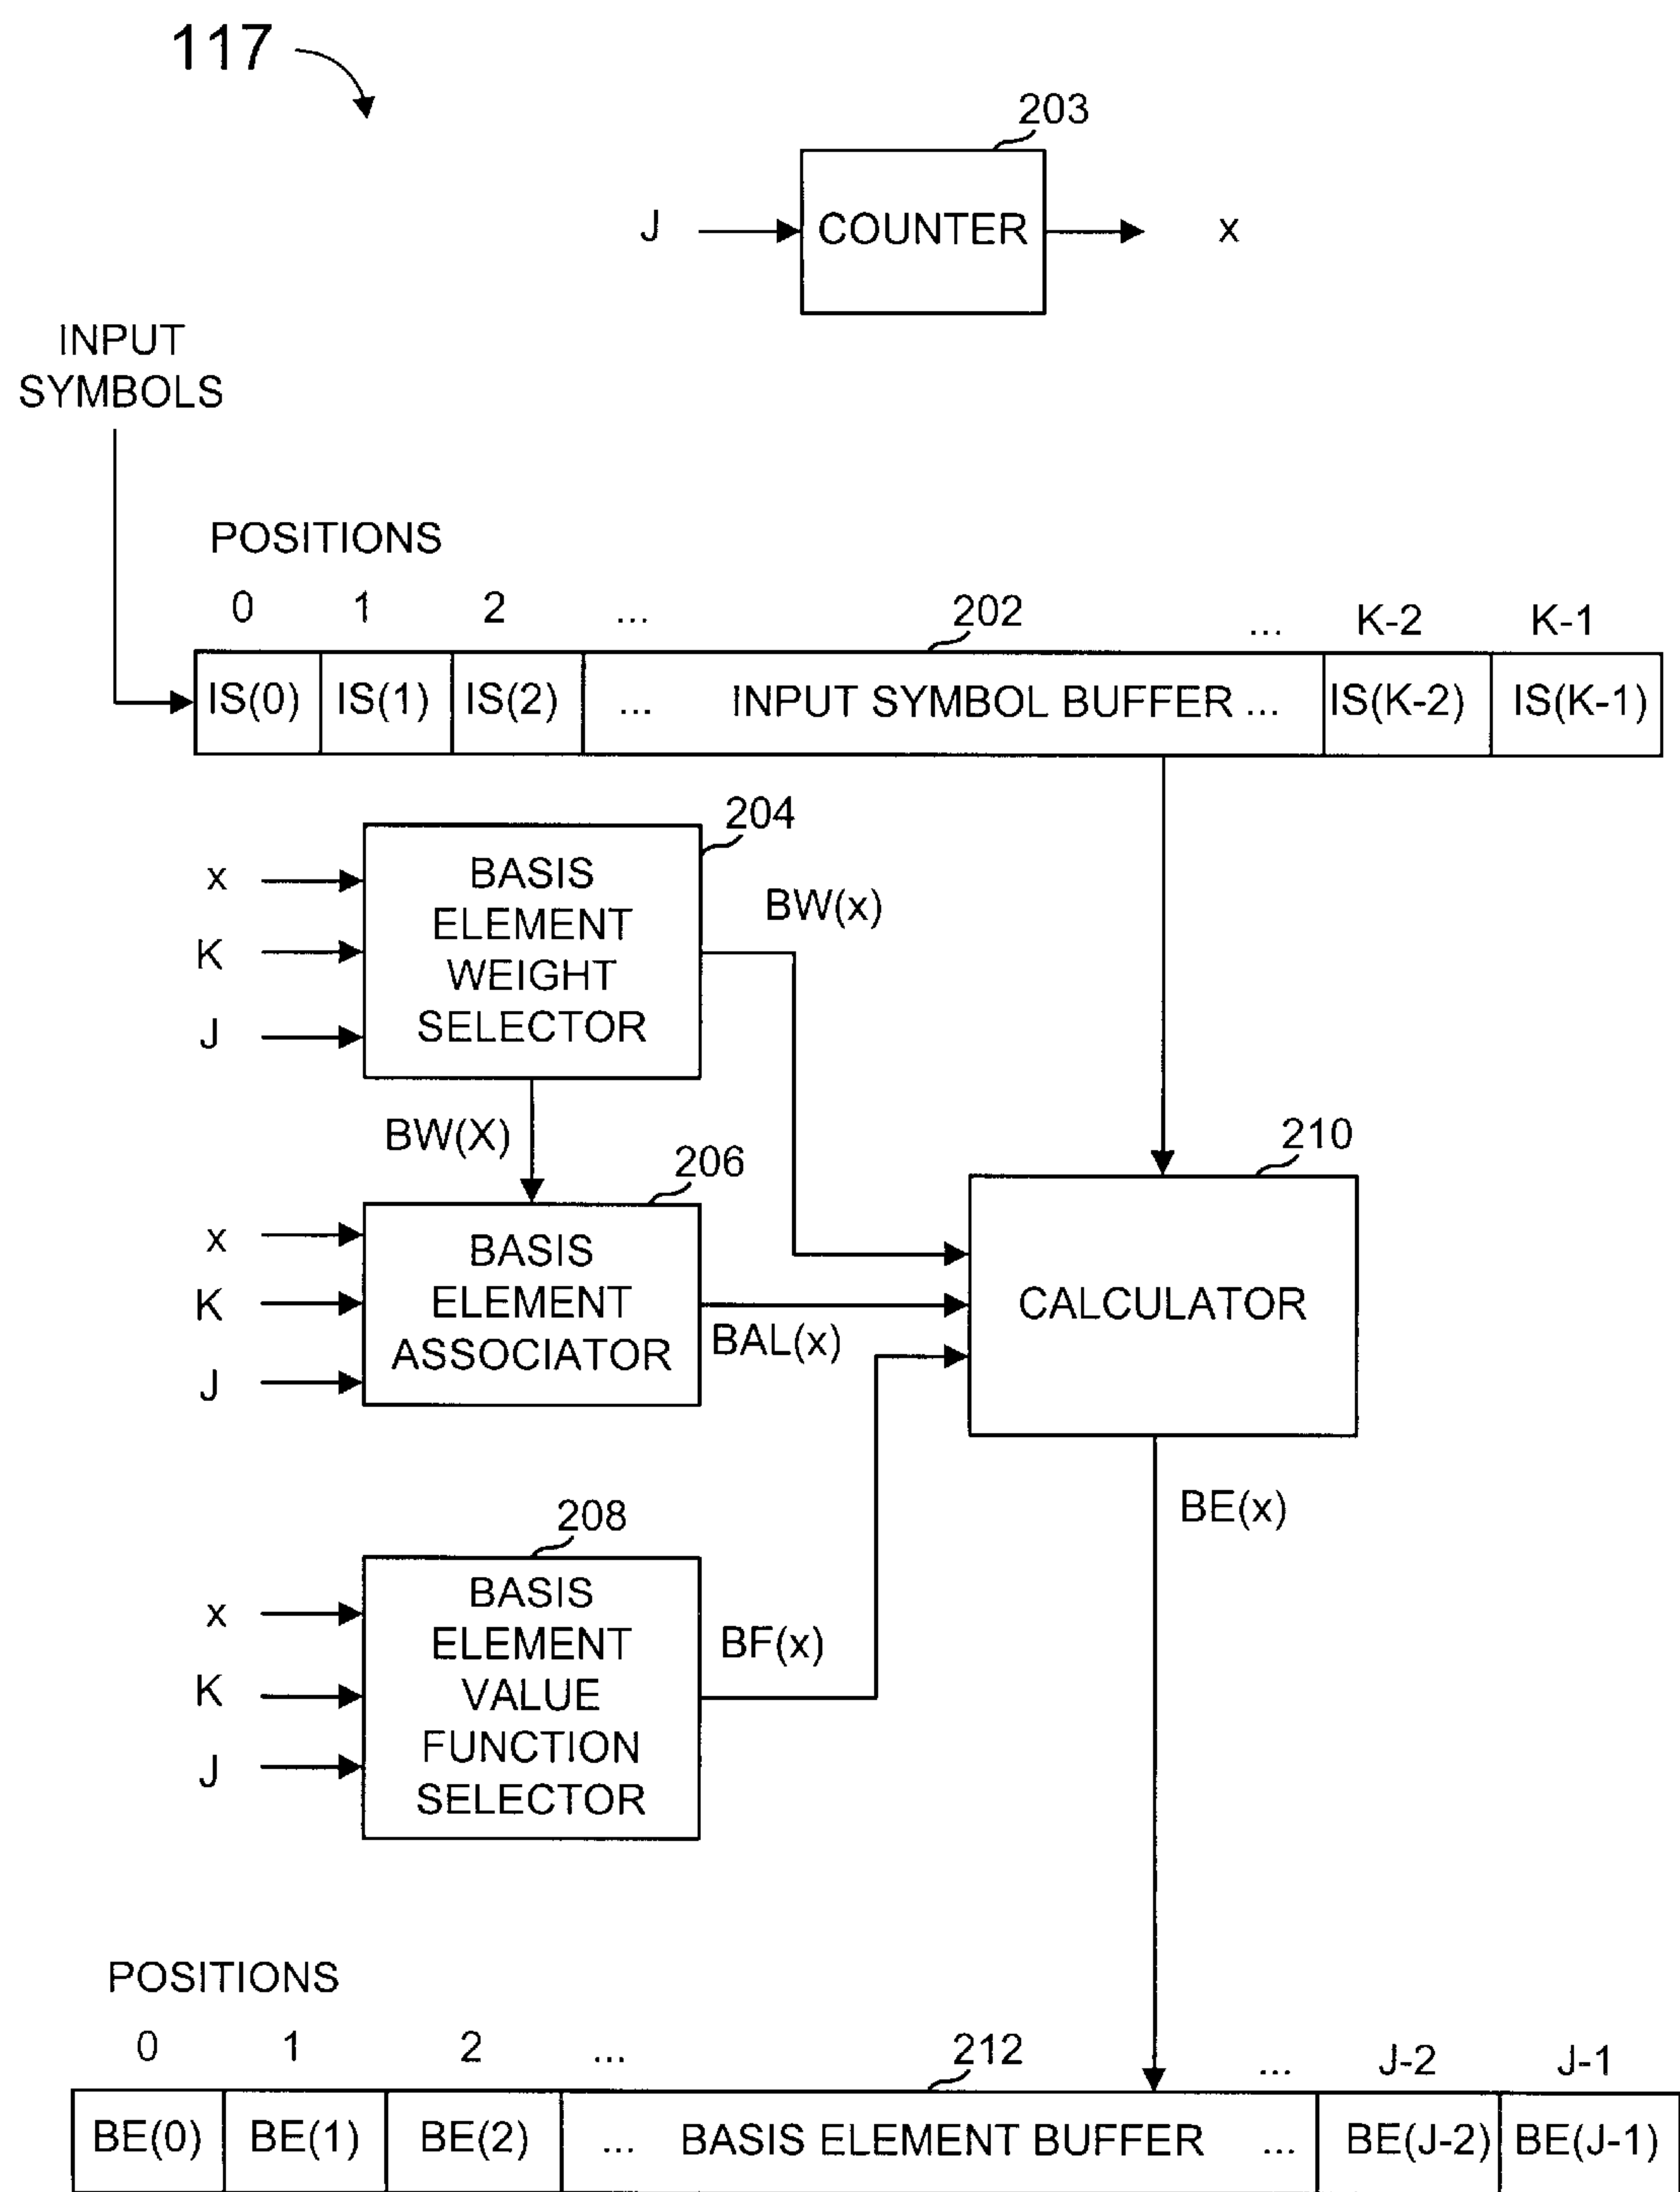 117
203
J COUNTER x
INPUT
SYMBOLS
POSITIONS
0 1 2 ... 202 ... K-2 K-1
IS(0) IS(1) IS(2) ... INPUT SYMBOL BUFFER ... IS(K-2) IS(K-1)
204
x
K
J
BASIS
ELEMENT
WEIGHT
SELECTOR
BW(x)
BW(X)
206
x
K
J
BASIS
ELEMENT
ASSOCIATOR
BAL(x)
210
CALCULATOR
208
x
K
J
BASIS
ELEMENT
VALUE
FUNCTION
SELECTOR
BF(x)
BE(x)
POSITIONS
0 1 2 ... 212 ... J-2 J-1
BE(0) BE(1) BE(2) ... BASIS ELEMENT BUFFER ... BE(J-2) BE(J-1)